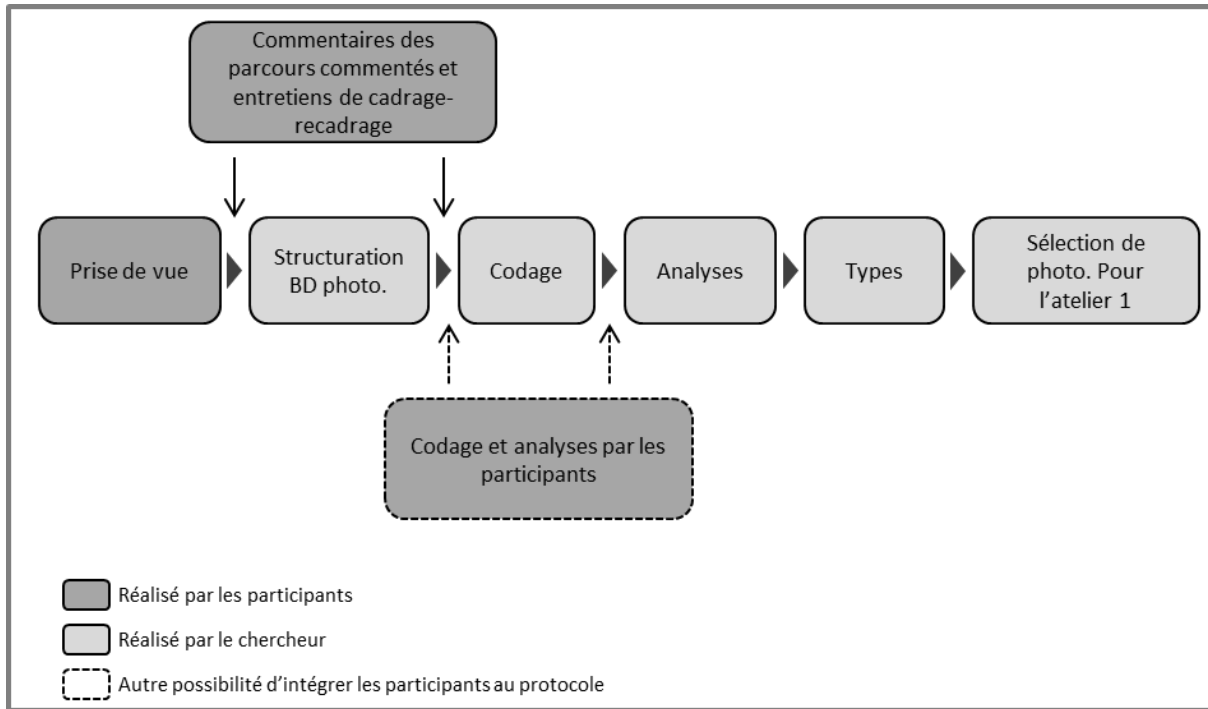 Commentaires des
parcours commentés et
entretiens de cadrage-
recadrage
Prise de vue
Structuration
BD photo.
Codage
Analyses
Types
Sélection de
photo. Pour
l’atelier 1
Codage et analyses par les
participants
Réalisé par les participants
Réalisé par le chercheur
Autre possibilité d’intégrer les participants au protocole